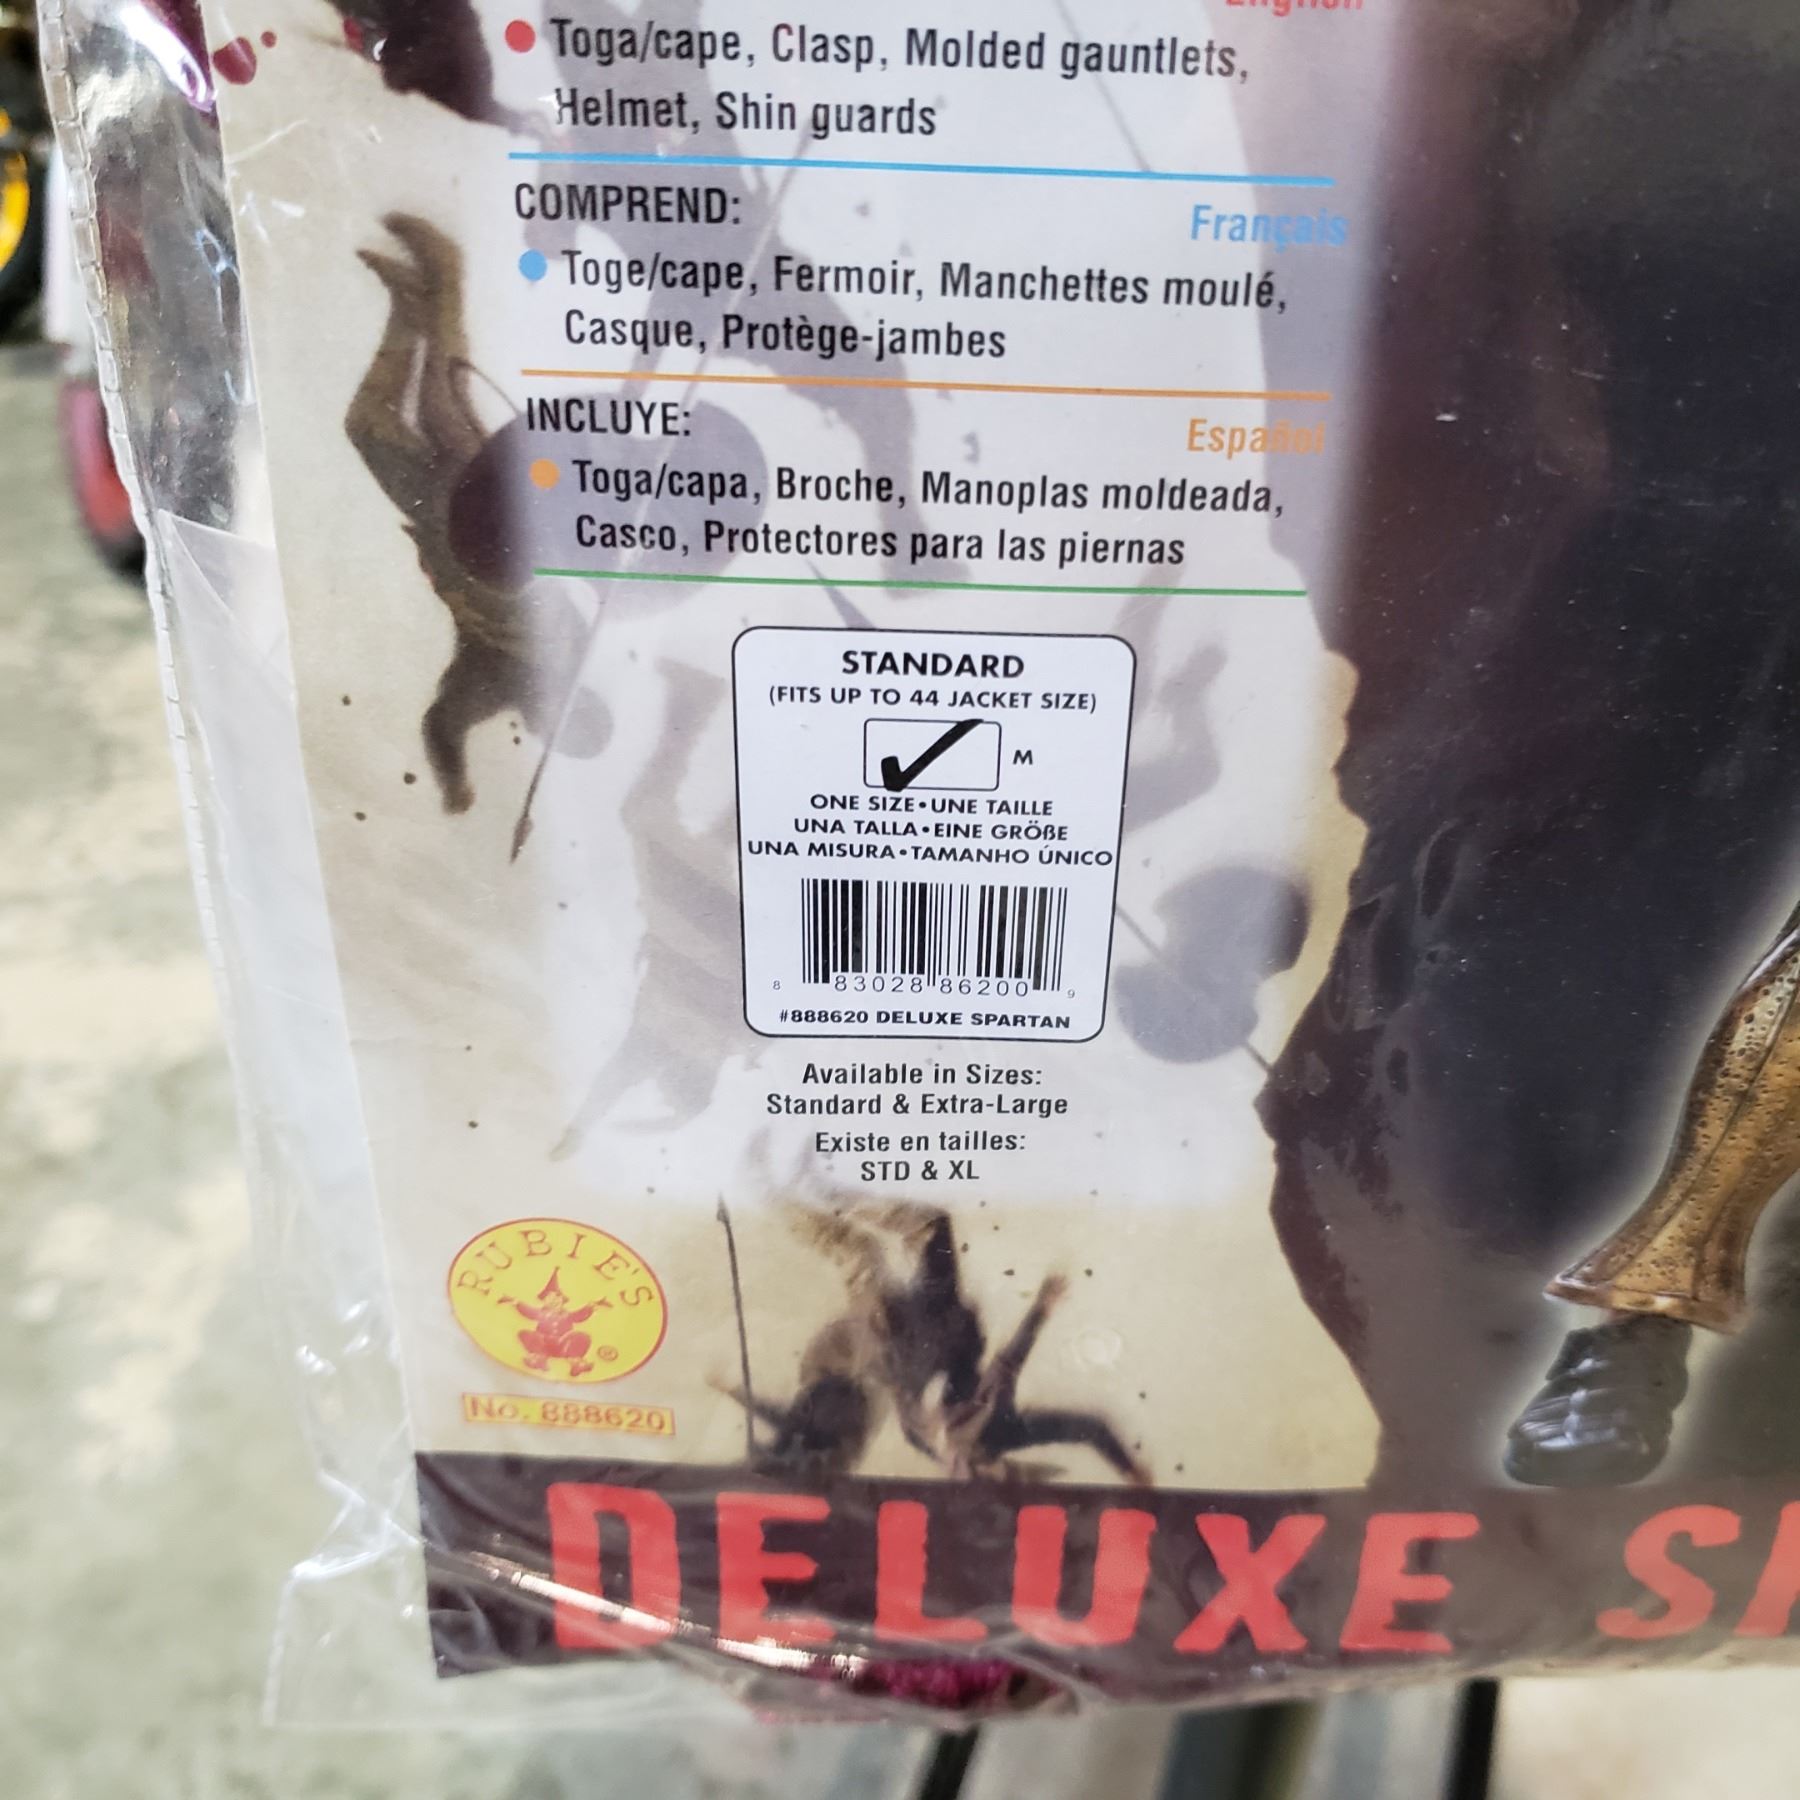 English
Toga/cape, Clasp, Molded gauntlets,
Helmet, Shin guards
COMPREND:
Français
Toge/cape, Fermoir, Manchettes moulé,
Casque, Protège-jambes
INCLUYE:
Español
Toga/capa, Broche, Manoplas moldeada,
Casco, Protectores para las piernas
STANDARD
(FITS UP TO 44 JACKET SIZE)
M
ONE SIZE•UNE TAILLE
UNA TALLA•EINE GRÖßE
UNA MISURA•TAMANHO ÚNICO
8 83028 86200 9
#888620 DELUXE SPARTAN
Available in Sizes:
Standard & Extra-Large
Existe en tailles:
STD & XL
RUBIE'S
®
No. 888620
DELUXE